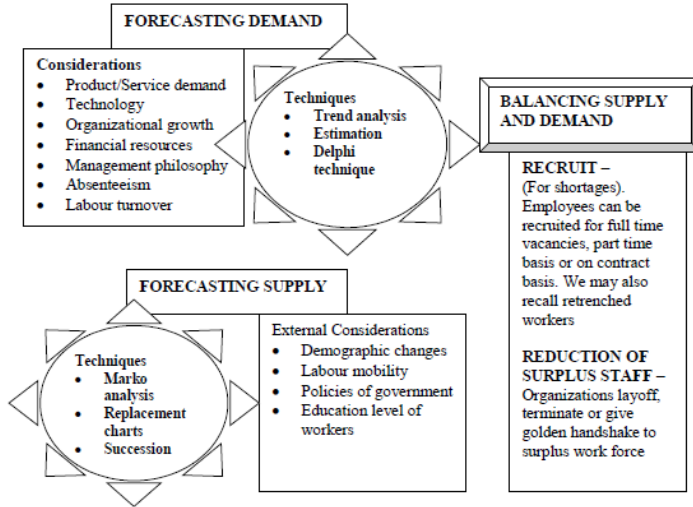 FORECASTING DEMAND
Considerations
• Product/Service demand
• Technology
• Organizational growth
• Financial resources
• Management philosophy
• Absenteeism
• Labour turnover
Techniques
• Trend analysis
• Estimation
• Delphi
technique
BALANCING SUPPLY
AND DEMAND
RECRUIT –
(For shortages).
Employees can be
recruited for full time
vacancies, part time
basis or on contract
basis. We may also
recall retrenched
workers
REDUCTION OF
SURPLUS STAFF –
Organizations layoff,
terminate or give
golden handshake to
surplus work force
FORECASTING SUPPLY
Techniques
• Marko
analysis
• Replacement
charts
• Succession
External Considerations
• Demographic changes
• Labour mobility
• Policies of government
• Education level of
workers